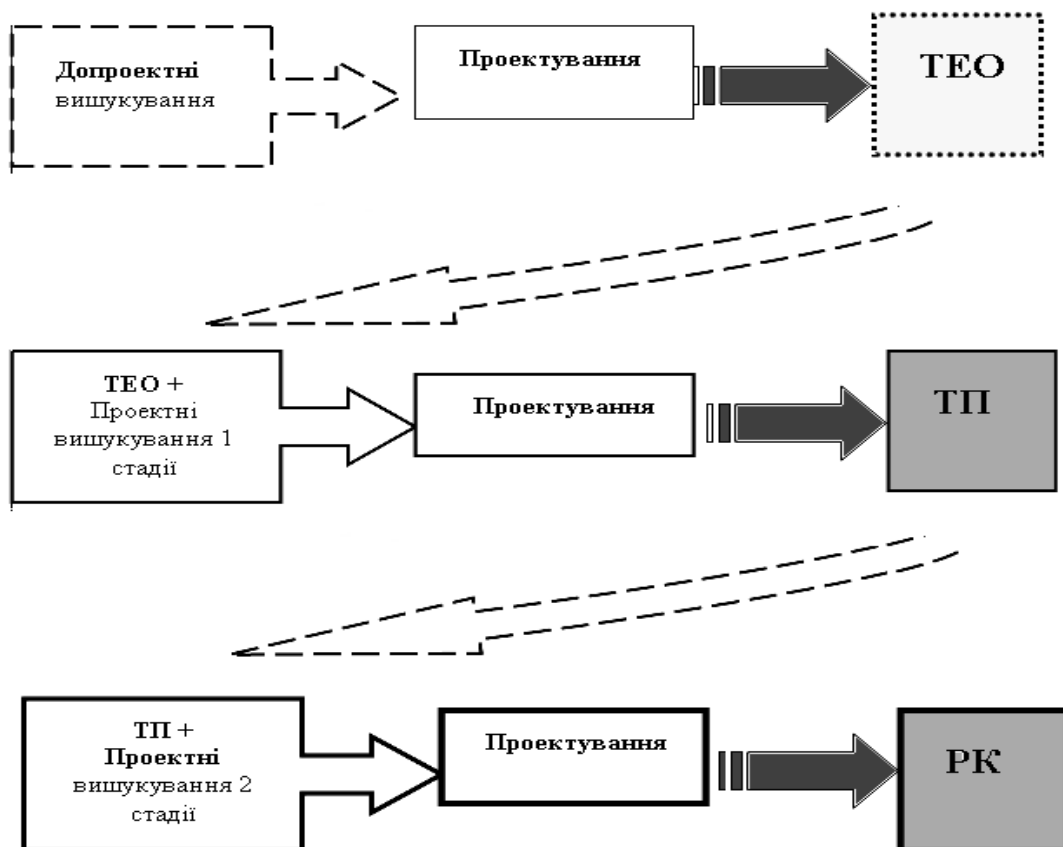 Допроектні
вишукування
Проектування
ТЕО
ТЕО +
Проектні
вишукування 1
стадії
Проектування
ТП
ТП +
Проектні
вишукування 2
стадії
Проектування
РК